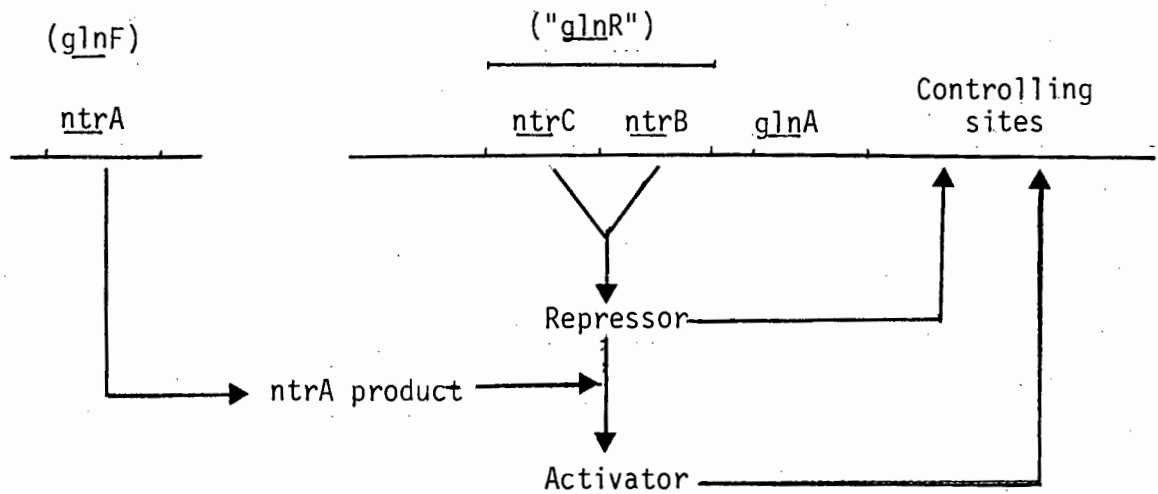 (glnF)
("glnR")
Controlling
sites
ntrA
ntrC
ntrB
glnA
Repressor
ntrA product
Activator